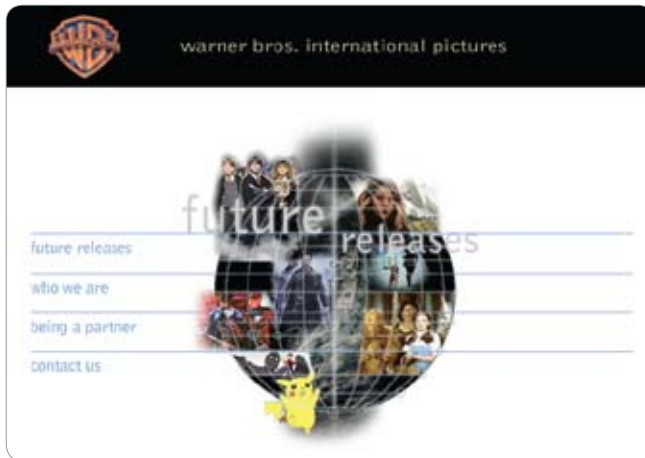 warner bros. international pictures
future
releases
future releases
who we are
being a partner
contact us